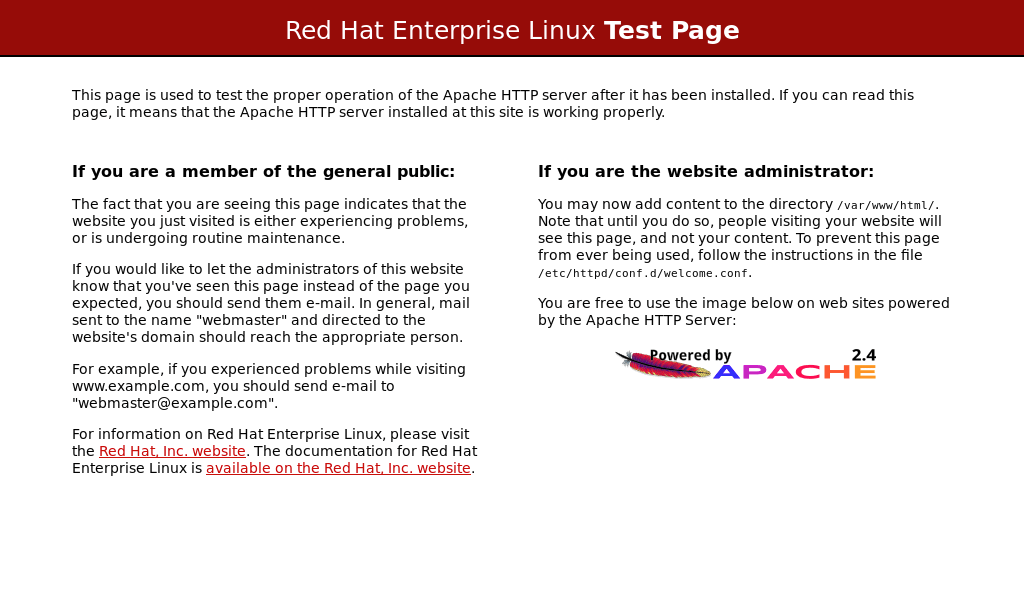 Red Hat Enterprise Linux Test Page
This page is used to test the proper operation of the Apache HTTP server after it has been installed. If you can read this
page, it means that the Apache HTTP server installed at this site is working properly.
If you are a member of the general public:
The fact that you are seeing this page indicates that the
website you just visited is either experiencing problems,
or is undergoing routine maintenance.
If you would like to let the administrators of this website
know that you've seen this page instead of the page you
expected, you should send them e-mail. In general, mail
sent to the name "webmaster" and directed to the
website's domain should reach the appropriate person.
For example, if you experienced problems while visiting
www.example.com, you should send e-mail to
"webmaster@example.com".
For information on Red Hat Enterprise Linux, please visit
the Red Hat, Inc. website. The documentation for Red Hat
Enterprise Linux is available on the Red Hat, Inc. website.
If you are the website administrator:
You may now add content to the directory /var/www/html/.
Note that until you do so, people visiting your website will
see this page, and not your content. To prevent this page
from ever being used, follow the instructions in the file
/etc/httpd/conf.d/welcome.conf.
You are free to use the image below on web sites powered
by the Apache HTTP Server:
Powered by 2.4
APACHE